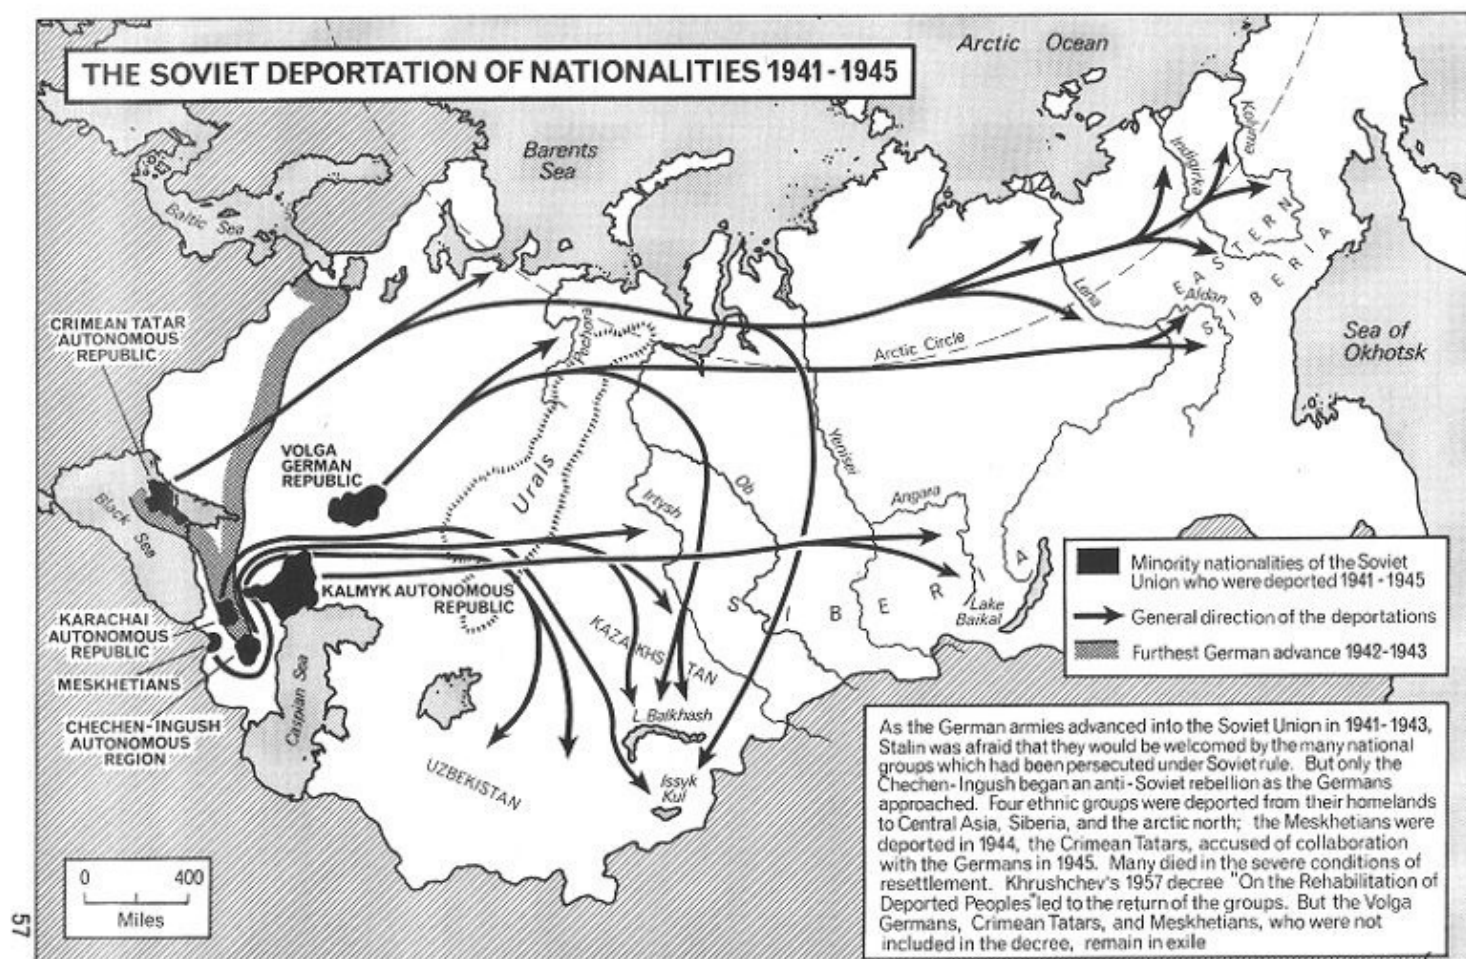 THE SOVIET DEPORTATION OF NATIONALITIES 1941-1945
Arctic Ocean
Barents
Sea
Baltic Sea
Kolyma
Indigirka
EASTERN
SIBERIA
Lena
Aldan
Sea of
Okhotsk
Arctic Circle
CRIMEAN TATAR
AUTONOMOUS
REPUBLIC
Pechora
VOLGA
GERMAN
REPUBLIC
Urals
Black Sea
Irtysh
Ob
Yenisei
Angara
KALMYK AUTONOMOUS
REPUBLIC
SIBERIA
Lake
Baikal
KARACHAI
AUTONOMOUS
REPUBLIC
MESKHETIANS
CHECHEN-INGUSH
AUTONOMOUS
REGION
Caspian Sea
KAZAKHSTAN
L. Balkhash
UZBEKISTAN
Issyk
Kul
Minority nationalities of the Soviet
Union who were deported 1941-1945
General direction of the deportations
Furthest German advance 1942-1943
As the German armies advanced into the Soviet Union in 1941-1943,
Stalin was afraid that they would be welcomed by the many national
groups which had been persecuted under Soviet rule. But only the
Chechen-Ingush began an anti-Soviet rebellion as the Germans
approached. Four ethnic groups were deported from their homelands
to Central Asia, Siberia, and the arctic north; the Meskhetians were
deported in 1944, the Crimean Tatars, accused of collaboration
with the Germans in 1945. Many died in the severe conditions of
resettlement. Khrushchev's 1957 decree "On the Rehabilitation of
Deported Peoples" led to the return of the groups. But the Volga
Germans, Crimean Tatars, and Meskhetians, who were not
included in the decree, remain in exile
0 400
Miles
57